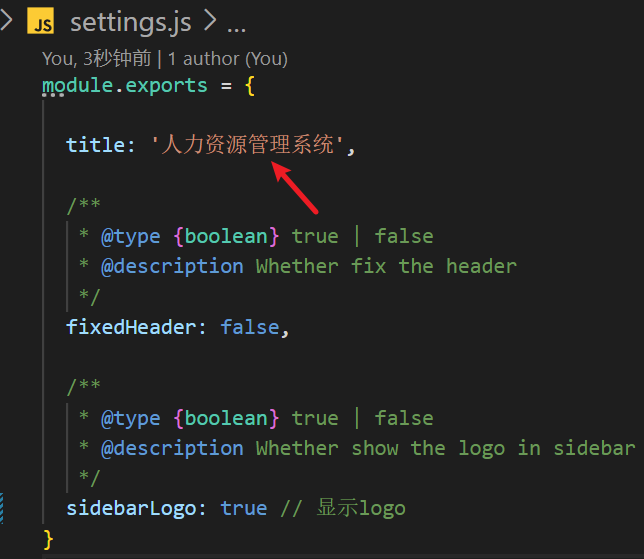 JS settings.js > ...
You, 3秒钟前 | 1 author (You)
module.exports = {
title: '人力资源管理系统',
/**
* @type {boolean} true | false
* @description Whether fix the header
*/
fixedHeader: false,
/**
* @type {boolean} true | false
* @description Whether show the logo in sidebar
*/
sidebarLogo: true // 显示logo
}